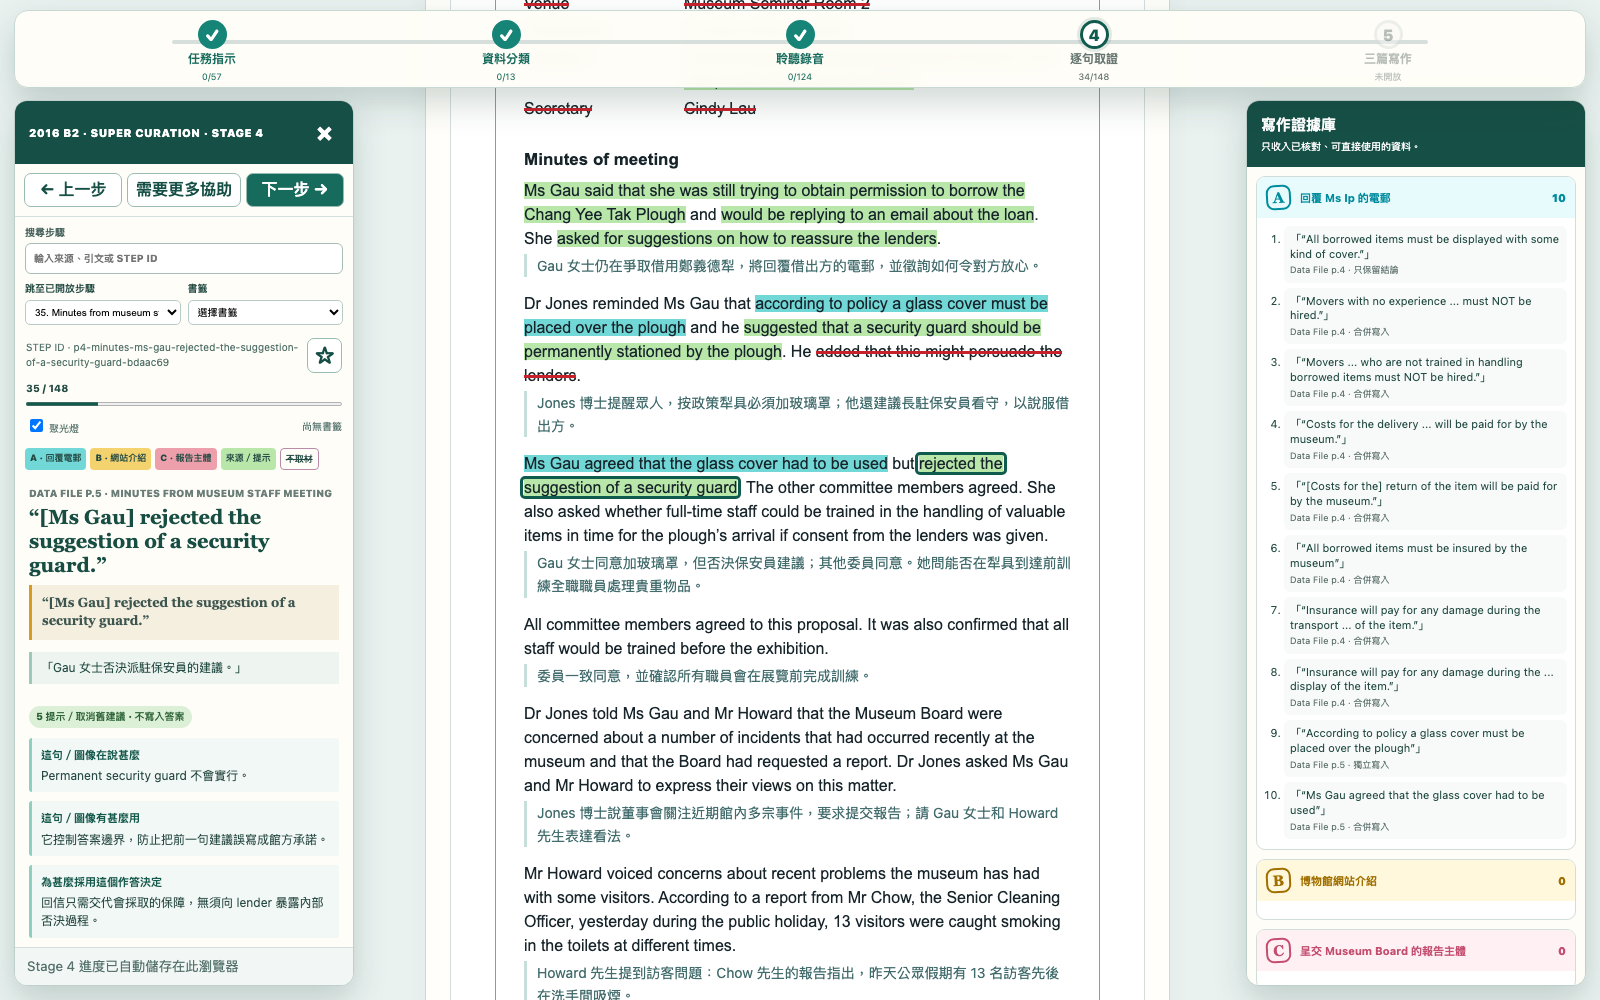 Venue Museum Seminar Room 2
任務指示
0/57
資料分類
0/13
聆聽錄音
0/124
4
逐句取證
34/148
5
三篇寫作
未開放
2016 B2 · SUPER CURATION · STAGE 4
← 上一步
需要更多協助
下一步 →
搜尋步驟
輸入來源、引文或 STEP ID
跳至已開放步驟
書籤
35. Minutes from museum s
選擇書籤
STEP ID · p4-minutes-ms-gau-rejected-the-suggestion-
of-a-security-guard-bdaac69
35 / 148
聚光燈
尚無書籤
A · 回覆電郵
B · 網站介紹
C · 報告主體
來源 / 提示
不取材
DATA FILE P.5 · MINUTES FROM MUSEUM STAFF MEETING
“[Ms Gau] rejected the
suggestion of a security
guard.”
“[Ms Gau] rejected the suggestion of a
security guard.”
「Gau 女士否決派駐保安員的建議。」
5 提示 / 取消舊建議 · 不寫入答案
這句 / 圖像在說甚麼
Permanent security guard 不會實行。
這句 / 圖像有甚麼用
它控制答案邊界，防止把前一句建議誤寫成館方承諾。
為甚麼採用這個作答決定
回信只需交代會採取的保障，無須向 lender 暴露內部
否決過程。
Stage 4 進度已自動儲存在此瀏覽器
Secretary Cindy Lau
Minutes of meeting
Ms Gau said that she was still trying to obtain permission to borrow the
Chang Yee Tak Plough and would be replying to an email about the loan.
She asked for suggestions on how to reassure the lenders.
Gau 女士仍在爭取借用鄭義德犁，將回覆借出方的電郵，並徵詢如何令對方放心。
Dr Jones reminded Ms Gau that according to policy a glass cover must be
placed over the plough and he suggested that a security guard should be
permanently stationed by the plough. He added that this might persuade the
lenders.
Jones 博士提醒眾人，按政策犁具必須加玻璃罩；他還建議長駐保安員看守，以說服借
出方。
Ms Gau agreed that the glass cover had to be used but rejected the
suggestion of a security guard. The other committee members agreed. She
also asked whether full-time staff could be trained in the handling of valuable
items in time for the plough's arrival if consent from the lenders was given.
Gau 女士同意加玻璃罩，但否決保安員建議；其他委員同意。她問能否在犁具到達前訓
練全職職員處理貴重物品。
All committee members agreed to this proposal. It was also confirmed that all
staff would be trained before the exhibition.
委員一致同意，並確認所有職員會在展覽前完成訓練。
Dr Jones told Ms Gau and Mr Howard that the Museum Board were
concerned about a number of incidents that had occurred recently at the
museum and that the Board had requested a report. Dr Jones asked Ms Gau
and Mr Howard to express their views on this matter.
Jones 博士說董事會關注近期館內多宗事件，要求提交報告；請 Gau 女士和 Howard
先生表達看法。
Mr Howard voiced concerns about recent problems the museum has had
with some visitors. According to a report from Mr Chow, the Senior Cleaning
Officer, yesterday during the public holiday, 13 visitors were caught smoking
in the toilets at different times.
Howard 先生提到訪客問題：Chow 先生的報告指出，昨天公眾假期有 13 名訪客先後
在洗手間吸煙。
寫作證據庫
只收入已核對、可直接使用的資料。
A 回覆 Ms Ip 的電郵 10
1. 「“All borrowed items must be displayed with some
kind of cover.”」
Data File p.4 · 只保留結論
2. 「“Movers with no experience ... must NOT be
hired.”」
Data File p.4 · 合併寫入
3. 「“Movers ... who are not trained in handling
borrowed items must NOT be hired.”」
Data File p.4 · 合併寫入
4. 「“Costs for the delivery ... will be paid for by the
museum.”」
Data File p.4 · 合併寫入
5. 「“[Costs for the] return of the item will be paid for
by the museum.”」
Data File p.4 · 合併寫入
6. 「“All borrowed items must be insured by the
museum”」
Data File p.4 · 合併寫入
7. 「“Insurance will pay for any damage during the
transport ... of the item.”」
Data File p.4 · 合併寫入
8. 「“Insurance will pay for any damage during the ...
display of the item.”」
Data File p.4 · 合併寫入
9. 「“According to policy a glass cover must be
placed over the plough”」
Data File p.5 · 獨立寫入
10. 「“Ms Gau agreed that the glass cover had to be
used”」
Data File p.5 · 合併寫入
B 博物館網站介紹 0
C 呈交 Museum Board 的報告主體 0